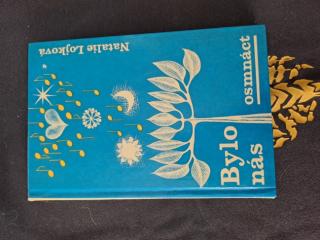 Natalie Lojková
Bylo
nás
osmnáct